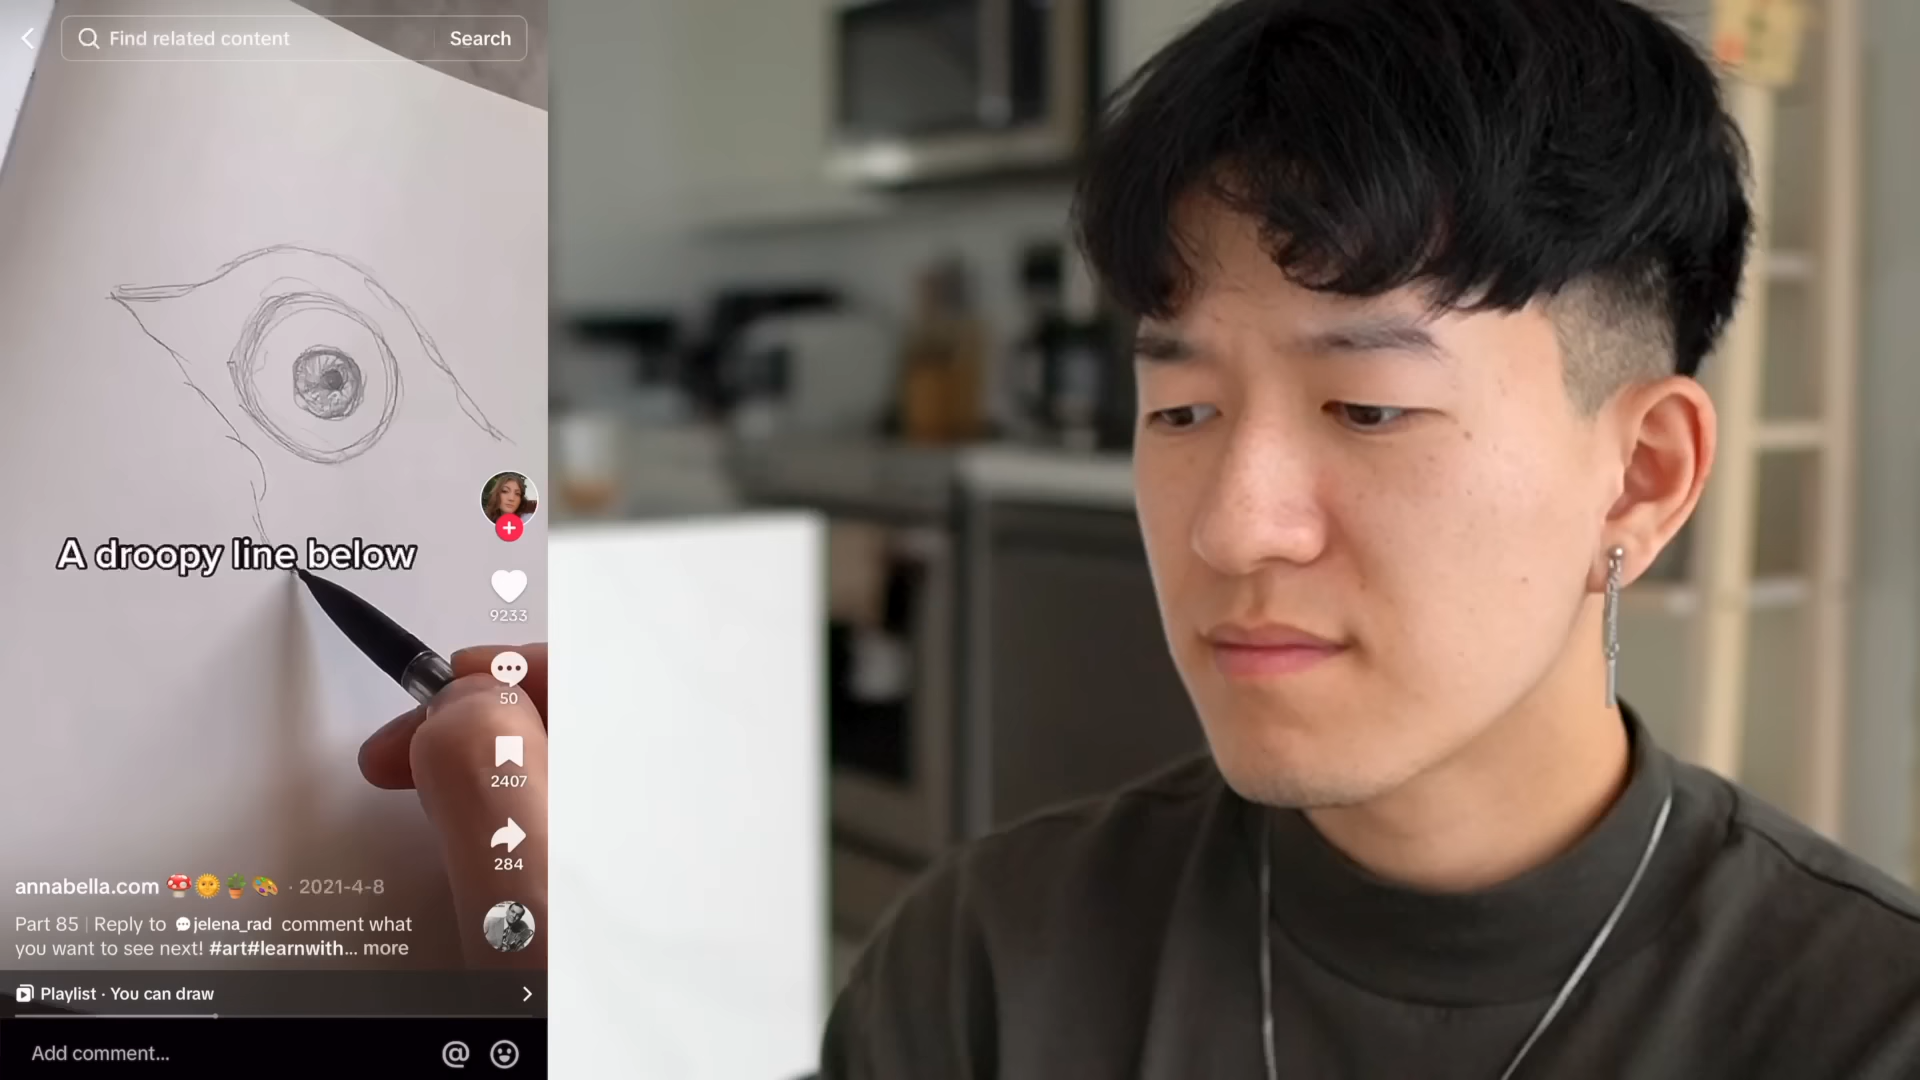 Find related content
Search
A droopy line below
9233
50
2407
284
annabella.com 🍄🌞🪴🎨 · 2021-4-8
Part 85 | Reply to jelena_rad comment what
you want to see next! #art#learnwith... more
Playlist · You can draw
Add comment...
@